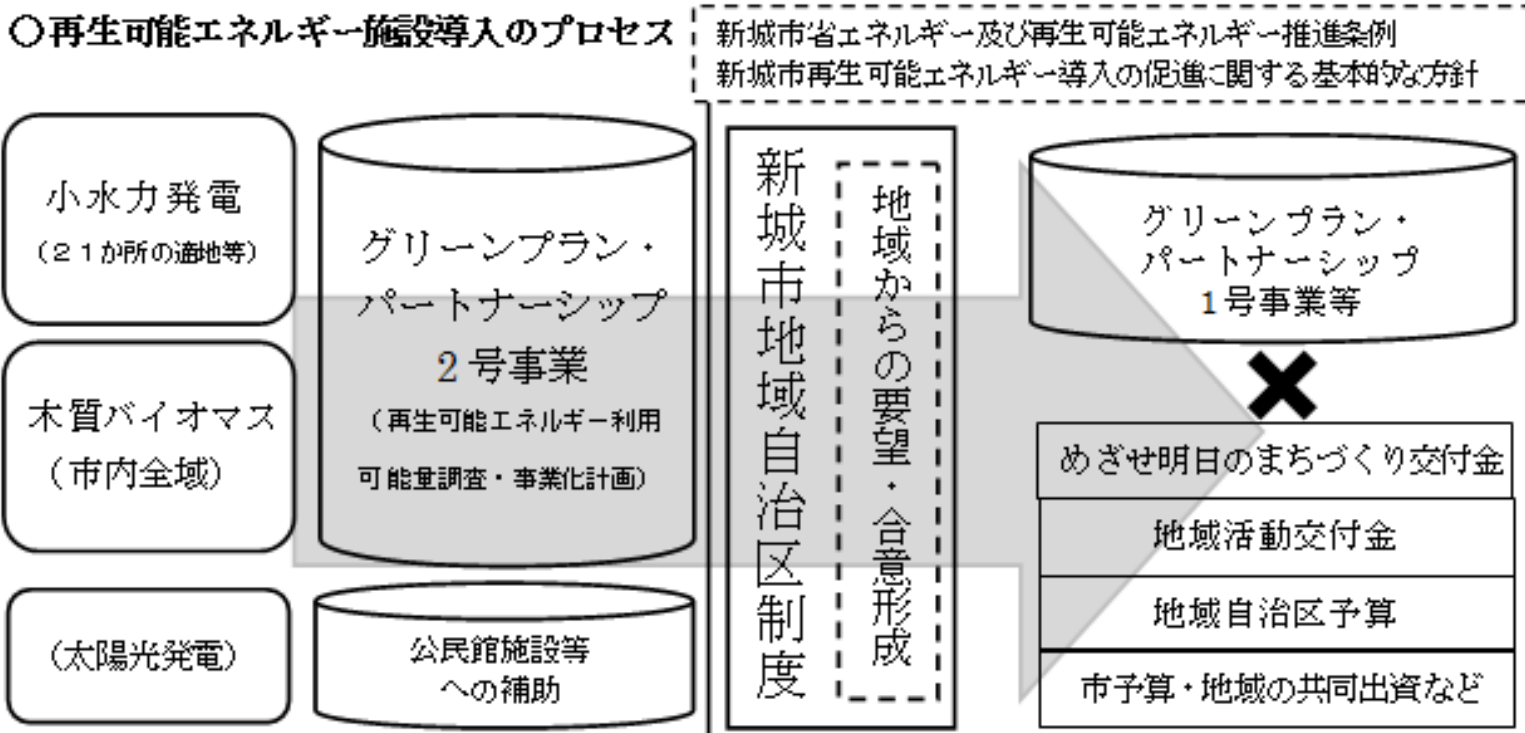 〇再生可能エネルギー施設導入のプロセス
新城市省エネルギー及び再生可能エネルギー推進条例
新城市再生可能エネルギー導入の促進に関する基本的な方針
小水力発電
(21か所の適地等)
木質バイオマス
(市内全域)
(太陽光発電)
グリーンプラン・
パートナーシップ
2号事業
(再生可能エネルギー利用
可能量調査・事業化計画)
公民館施設等
への補助
新城市地域自治区制度
地域からの要望・合意形成
グリーンプラン・
パートナーシップ
1号事業等
めざせ明日のまちづくり交付金
地域活動交付金
地域自治区予算
市予算・地域の共同出資など